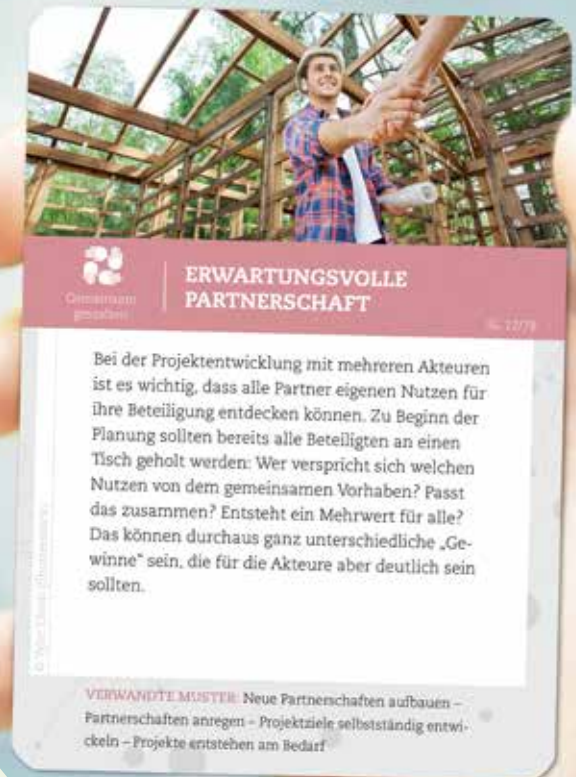 Gemeinsam
gestalten
ERWARTUNGSVOLLE
PARTNERSCHAFT
Bei der Projektentwicklung mit mehreren Akteuren
ist es wichtig, dass alle Partner eigenen Nutzen für
ihre Beteiligung entdecken können. Zu Beginn der
Planung sollten bereits alle Beteiligten an einen
Tisch geholt werden: Wer verspricht sich welchen
Nutzen von dem gemeinsamen Vorhaben? Passt
das zusammen? Entsteht ein Mehrwert für alle?
Das können durchaus ganz unterschiedliche „Ge-
winne“ sein, die für die Akteure aber deutlich sein
sollten.
VERWANDTE MUSTER: Neue Partnerschaften aufbauen –
Partnerschaften anregen – Projektziele selbstständig entwi-
ckeln – Projekte entstehen am Bedarf